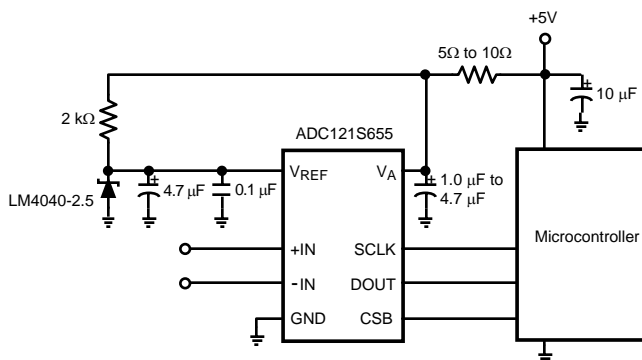 +5V
5Ω to 10Ω
+
10 µF
2 kΩ
ADC121S655
VREF
VA
+
4.7 µF
0.1 µF
+
1.0 µF to
4.7 µF
LM4040-2.5
Microcontroller
+IN
SCLK
-IN
DOUT
GND
CSB